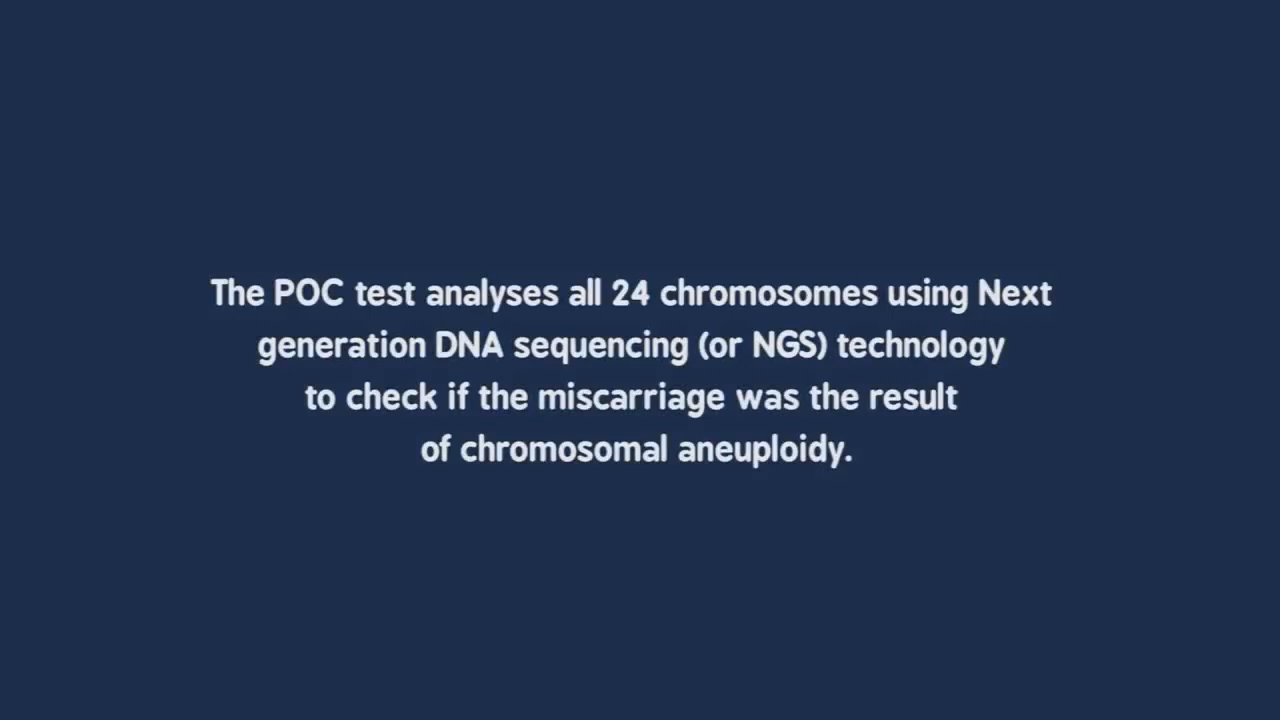 The POC test analyses all 24 chromosomes using Next
generation DNA sequencing (or NGS) technology
to check if the miscarriage was the result
of chromosomal aneuploidy.